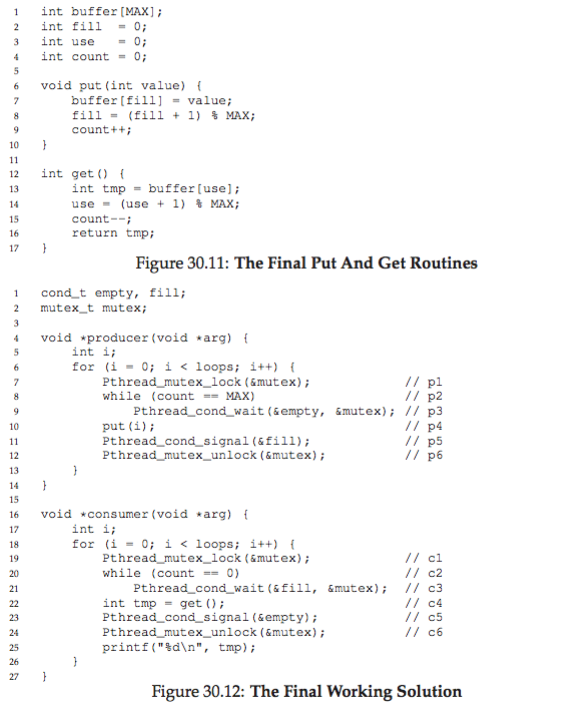 1 int buffer[MAX];
2 int fill = 0;
3 int use = 0;
4 int count = 0;
5
6 void put(int value) {
7 buffer[fill] = value;
8 fill = (fill + 1) % MAX;
9 count++;
10 }
11
12 int get() {
13 int tmp = buffer[use];
14 use = (use + 1) % MAX;
15 count--;
16 return tmp;
17 }
Figure 30.11: The Final Put And Get Routines
1 cond_t empty, fill;
2 mutex_t mutex;
3
4 void *producer(void *arg) {
5 int i;
6 for (i = 0; i < loops; i++) {
7 Pthread_mutex_lock(&mutex); // p1
8 while (count == MAX) // p2
9 Pthread_cond_wait(&empty, &mutex); // p3
10 put(i); // p4
11 Pthread_cond_signal(&fill); // p5
12 Pthread_mutex_unlock(&mutex); // p6
13 }
14 }
15
16 void *consumer(void *arg) {
17 int i;
18 for (i = 0; i < loops; i++) {
19 Pthread_mutex_lock(&mutex); // c1
20 while (count == 0) // c2
21 Pthread_cond_wait(&fill, &mutex); // c3
22 int tmp = get(); // c4
23 Pthread_cond_signal(&empty); // c5
24 Pthread_mutex_unlock(&mutex); // c6
25 printf("%d\n", tmp);
26 }
27 }
Figure 30.12: The Final Working Solution